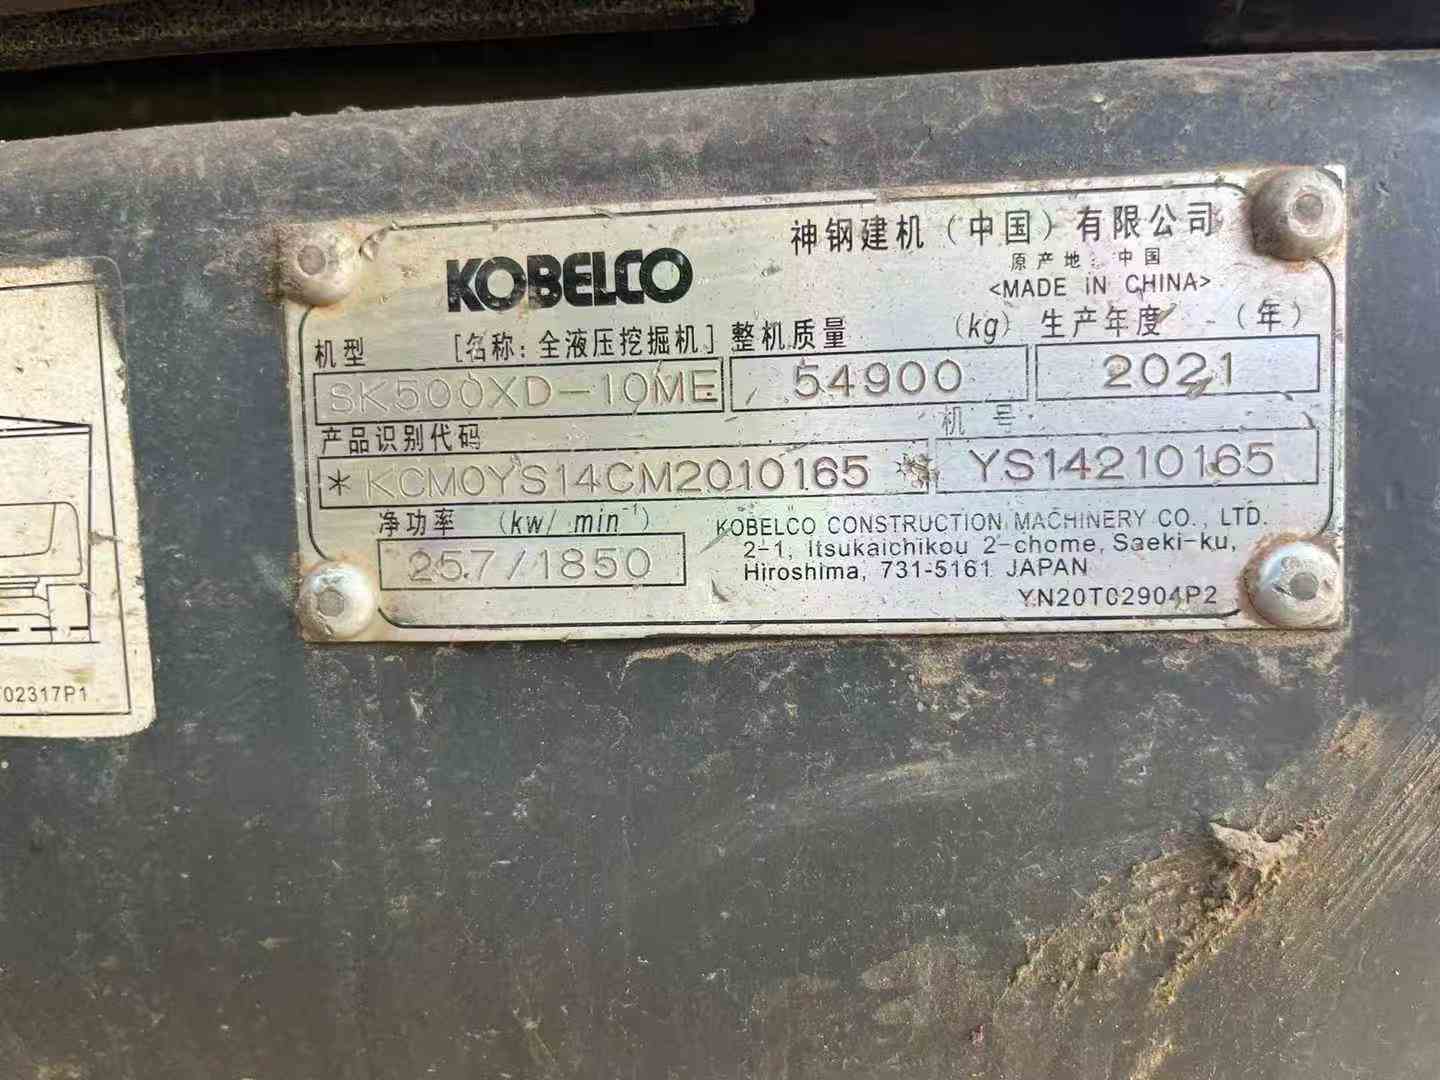 KOBELCO
神钢建机(中国)有限公司
原产地:中国
<MADE IN CHINA>
机型 [名称:全液压挖掘机] 整机质量 (kg) 生产年度 (年)
SK500XD-10ME 54900 2021
产品识别代码 机号
*KCM0YS14CM2010165* YS14210165
净功率 (kw/min⁻¹)
257/1850
KOBELCO CONSTRUCTION MACHINERY CO., LTD.
2-1, Itsukaichikou 2-chome, Saeki-ku,
Hiroshima, 731-5161 JAPAN
YN20T02904P2
T02317P1